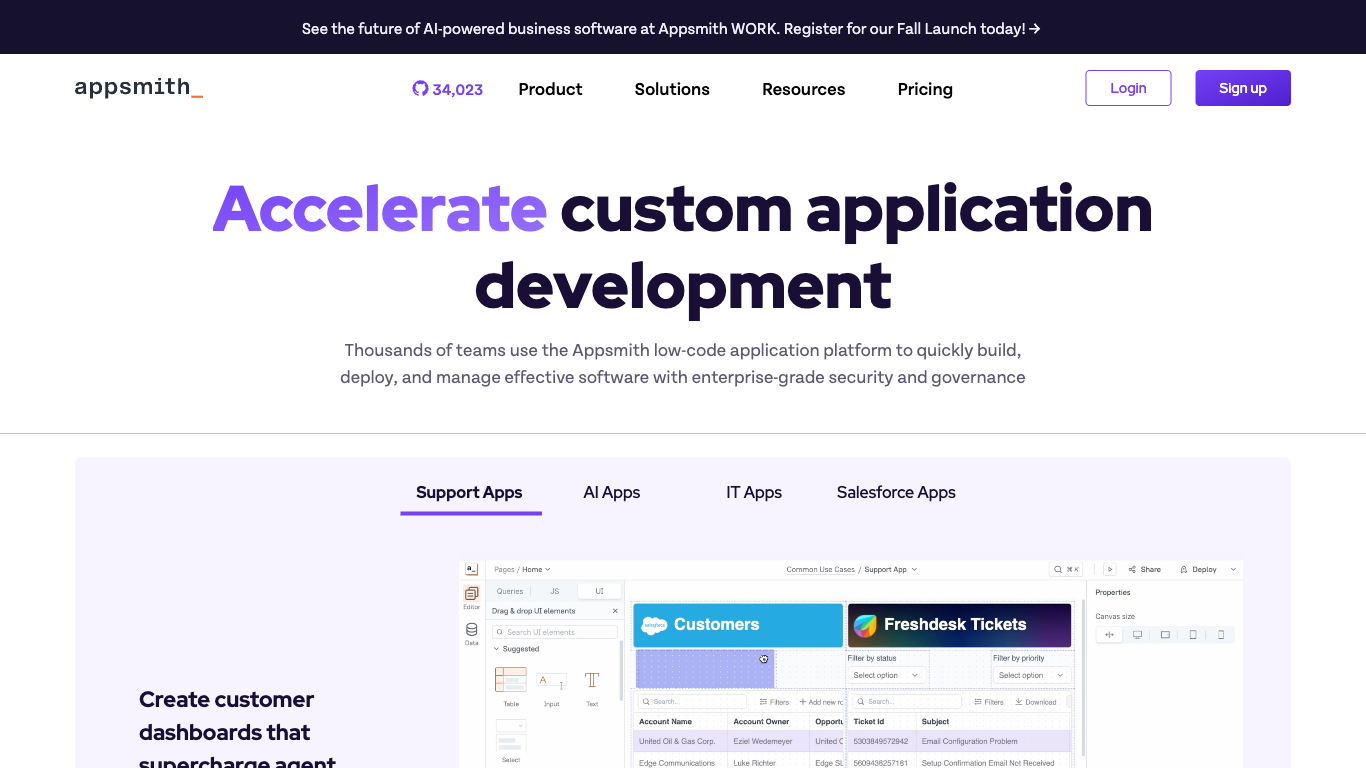 See the future of AI-powered business software at Appsmith WORK. Register for our Fall Launch today! →
appsmith_
34,023
Product
Solutions
Resources
Pricing
Login
Sign up
Accelerate custom application
development
Thousands of teams use the Appsmith low-code application platform to quickly build,
deploy, and manage effective software with enterprise-grade security and governance
Support Apps
AI Apps
IT Apps
Salesforce Apps
Create customer
dashboards that
supercharge agent
a_
Pages / Home
Common Use Cases / Support App
⌘ K
Share
Deploy
Editor
Data
Queries
JS
UI
Drag & drop UI elements
Search UI elements
Suggested
Table
Input
Text
Select
salesforce
Customers
Freshdesk Tickets
Filter by status
Select option
Filter by priority
Select option
Search...
Filters
+ Add new ro
Search...
Filters
Download
Account Name
Account Owner
Opportu
Ticket Id
Subject
United Oil & Gas Corp.
Eziel Wedemeyer
United C
5303849572942
Email Configuration Problem
Edge Communications
Luke Richter
Edge SL
5609438257181
Setup Confirmation Email Not Received
Properties
Canvas size